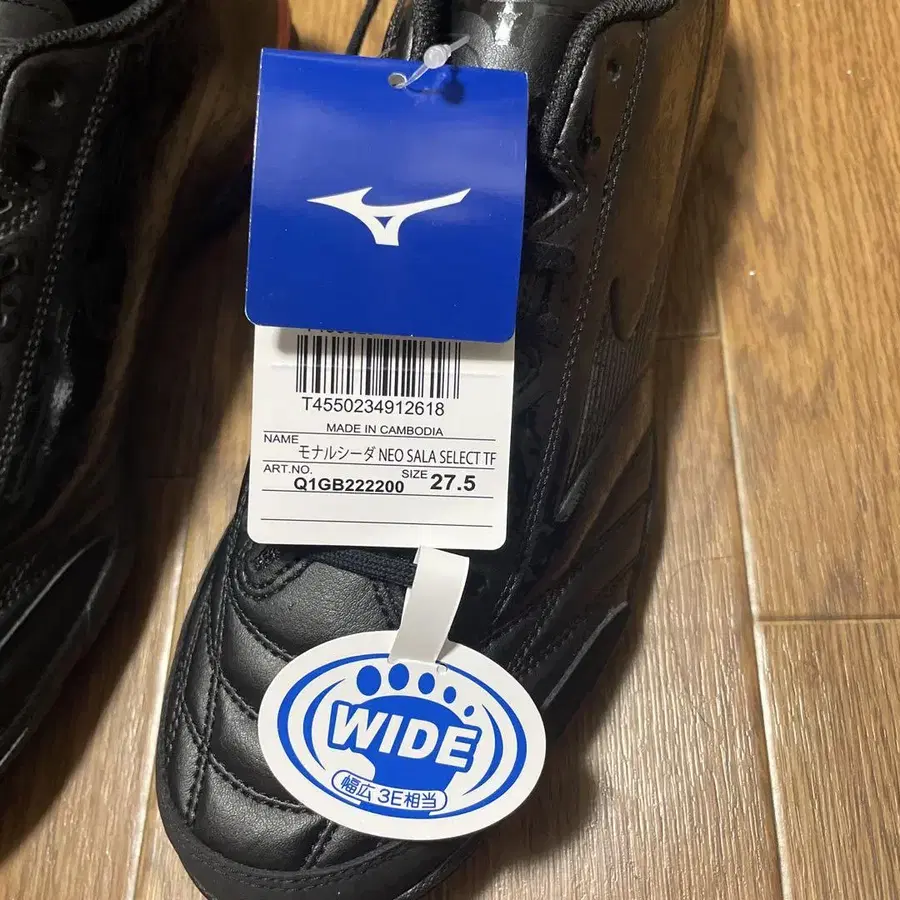 T4550234912618
MADE IN CAMBODIA
NAME モナルシーダ NEO SALA SELECT TF
ART.NO. Q1GB222200 SIZE 27.5
WIDE
幅広 3E相当